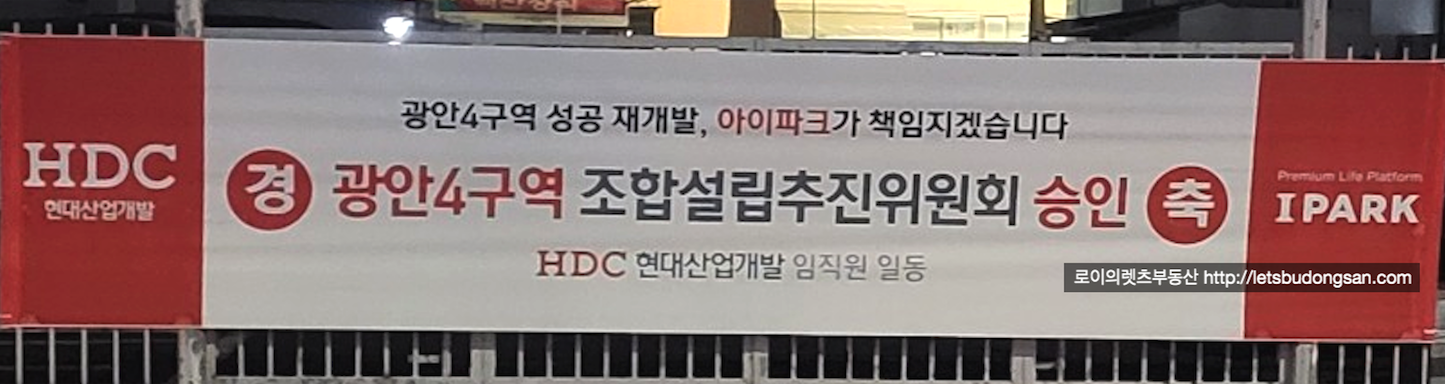 광안4구역 성공 재개발, 아이파크가 책임지겠습니다
HDC
현대산업개발
경 광안4구역 조합설립추진위원회 승인 축
Premium Life Platform
IPARK
HDC 현대산업개발 임직원 일동
로이의렛츠부동산 http://letsbudongsan.com